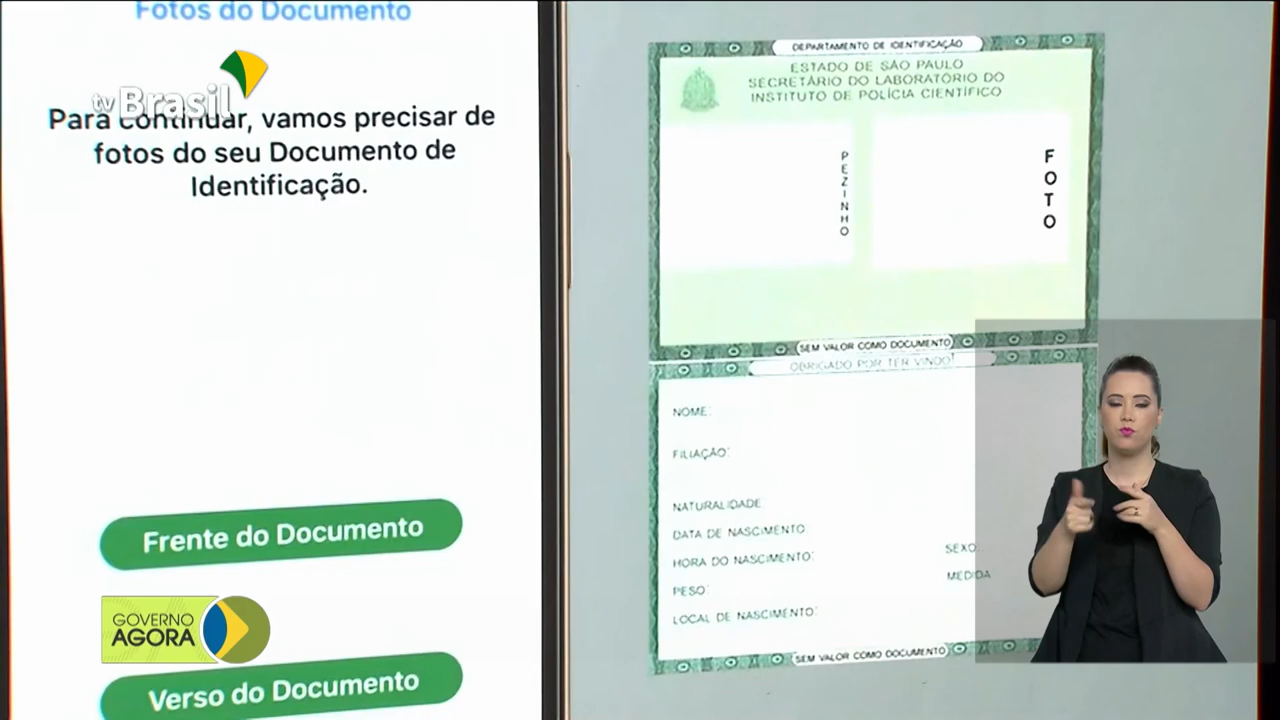 Fotos do Documento
tv Brasil
Para continuar, vamos precisar de
fotos do seu Documento de
Identificação.
Frente do Documento
GOVERNO
AGORA
Verso do Documento
DEPARTAMENTO DE IDENTIFICAÇÃO
ESTADO DE SÃO PAULO
SECRETÁRIO DO LABORATÓRIO DO
INSTITUTO DE POLÍCIA CIENTÍFICO
PEZINHO
FOTO
SEM VALOR COMO DOCUMENTO
OBRIGADO POR TER VINDO!
NOME:
FILIAÇÃO:
NATURALIDADE
DATA DE NASCIMENTO
HORA DO NASCIMENTO:
SEXO:
PESO:
MEDIDA
LOCAL DE NASCIMENTO:
SEM VALOR COMO DOCUMENTO